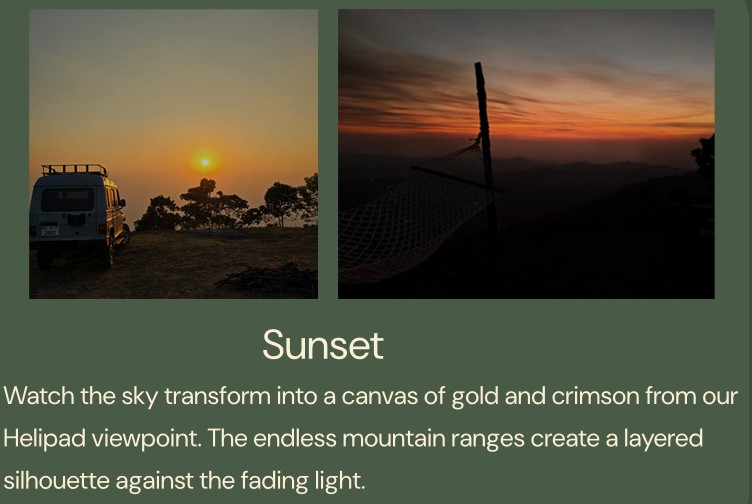 Sunset
Watch the sky transform into a canvas of gold and crimson from our
Helipad viewpoint. The endless mountain ranges create a layered
silhouette against the fading light.